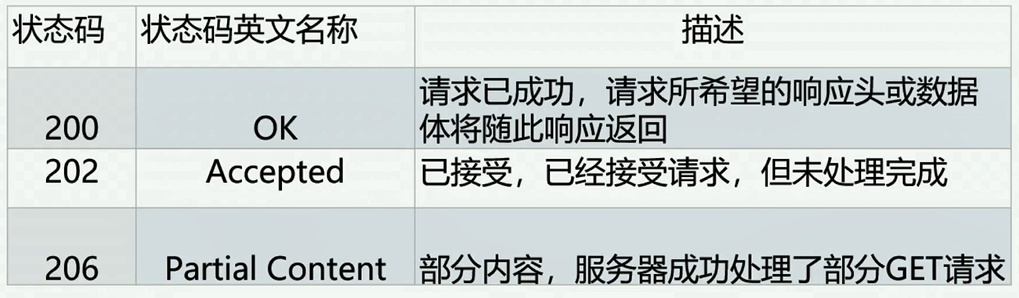 状态码 状态码英文名称 描述
200 OK 请求已成功，请求所希望的响应头或数据
体将随此响应返回
202 Accepted 已接受，已经接受请求，但未处理完成
206 Partial Content 部分内容，服务器成功处理了部分GET请求